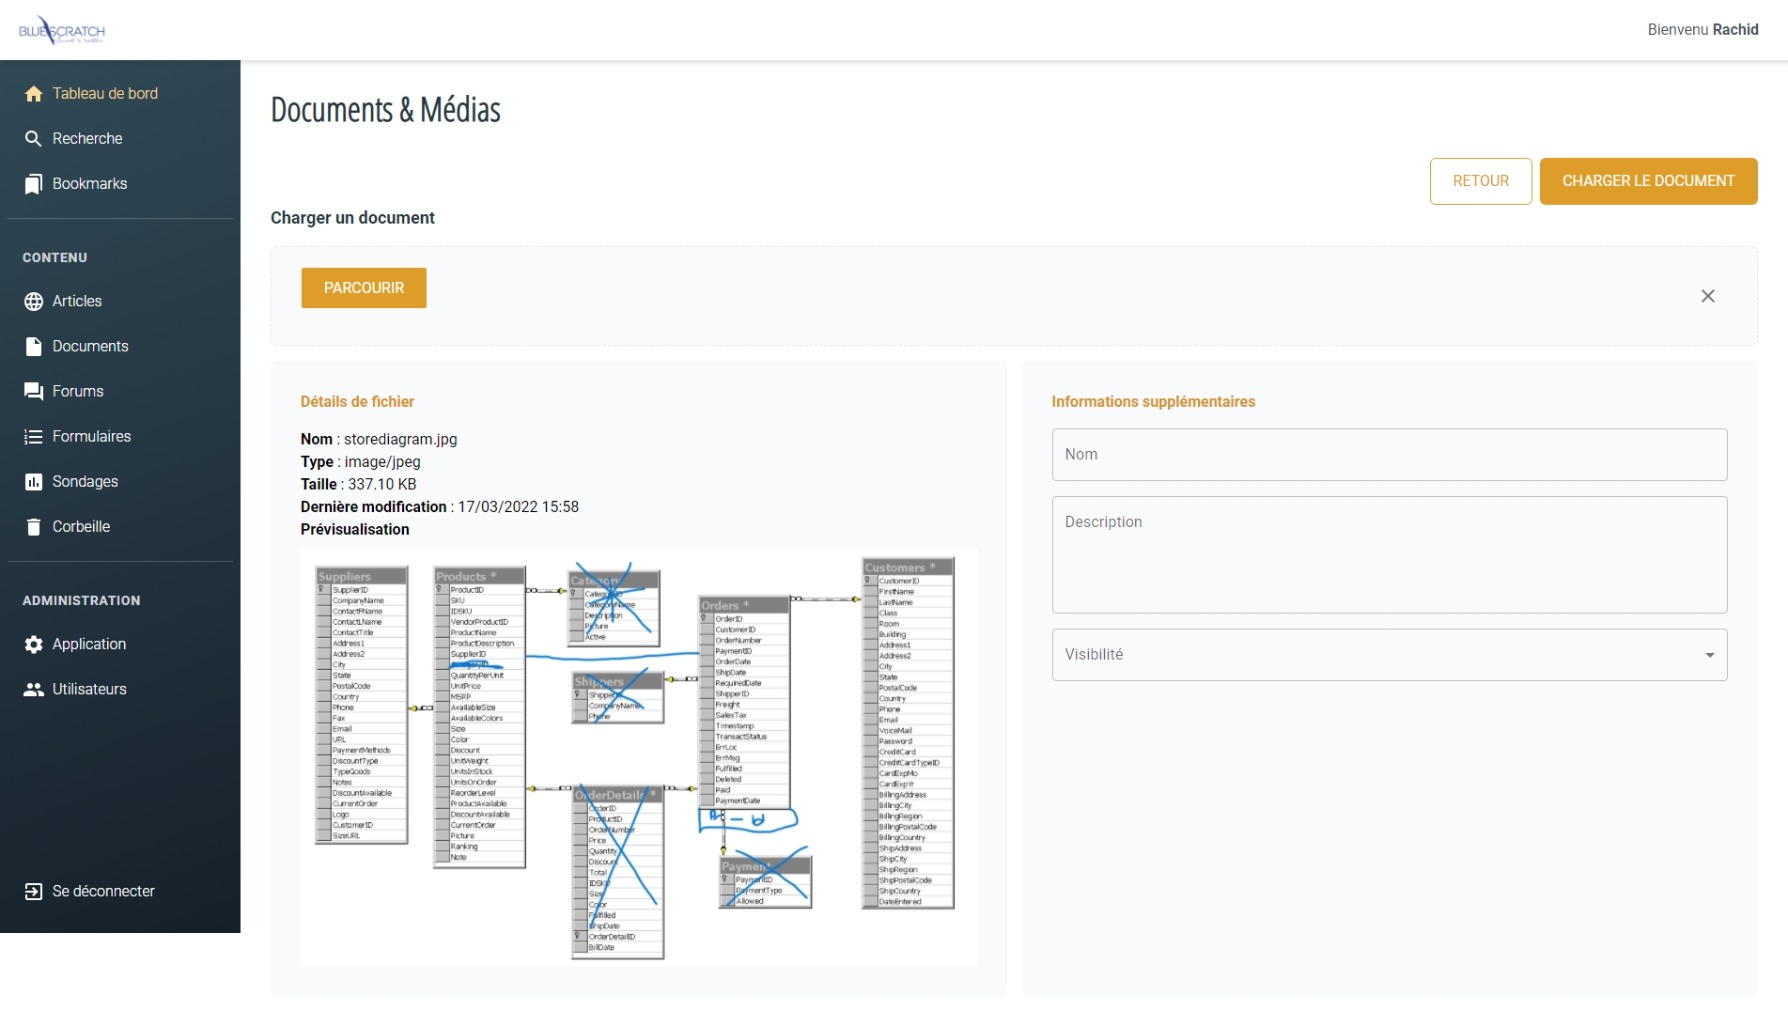 BLUESCRATCH
Bienvenu Rachid
Tableau de bord
Recherche
Bookmarks
CONTENU
Articles
Documents
Forums
Formulaires
Sondages
Corbeille
ADMINISTRATION
Application
Utilisateurs
Se déconnecter
Documents & Médias
RETOUR
CHARGER LE DOCUMENT
Charger un document
PARCOURIR
Détails de fichier
Nom : storediagram.jpg
Type : image/jpeg
Taille : 337.10 KB
Dernière modification : 17/03/2022 15:58
Prévisualisation
Suppliers
SupplierID
CompanyName
ContactFName
ContactLName
ContactTitle
Address1
Address2
City
State
PostalCode
Country
Phone
Fax
Email
URL
PaymentMethods
DiscountType
TypeGoods
Notes
DiscountAvailable
CurrentOrder
Logo
CustomerID
SizeURL
Products *
ProductID
SKU
IDSKU
VendorProductID
ProductName
ProductDescription
SupplierID
QuantityPerUnit
UnitPrice
MSRP
AvailableSize
AvailableColors
Size
Color
Discount
UnitWeight
UnitsInStock
UnitsOnOrder
ReorderLevel
ProductAvailable
DiscountAvailable
CurrentOrder
Picture
Ranking
Note
Category
CategoryID
CategoryName
Description
Picture
Active
Shippers
ShipperID
CompanyName
Phone
OrderDetails *
OrderID
ProductID
OrderNumber
Price
Quantity
Discount
Total
IDSKU
Size
Color
Fulfilled
ShipDate
OrderDetailID
BillDate
Orders *
OrderID
CustomerID
OrderNumber
PaymentID
OrderDate
ShipDate
RequiredDate
ShipperID
Freight
SalesTax
Timestamp
TransactStatus
ErrLoc
ErrMsg
Fulfilled
Deleted
Paid
PaymentDate
Payment
PaymentID
PaymentType
Allowed
Customers *
CustomerID
FirstName
LastName
Class
Room
Building
Address1
Address2
City
State
PostalCode
Country
Phone
Email
VoiceMail
Password
CreditCard
CreditCardTypeID
CardExpMo
CardExpYr
BillingAddress
BillingCity
BillingRegion
BillingPostalCode
BillingCountry
ShipAddress
ShipCity
ShipRegion
ShipPostalCode
ShipCountry
DateEntered
Informations supplémentaires
Nom
Description
Visibilité